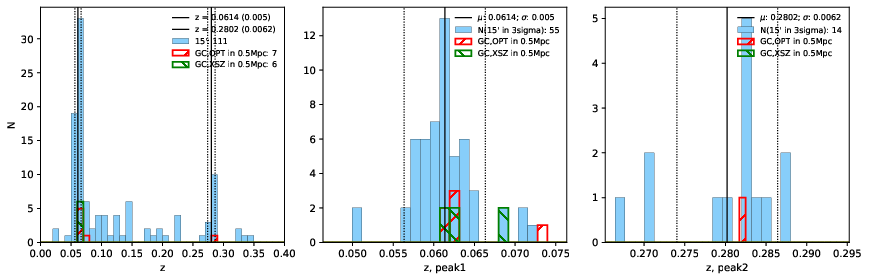 z = 0.0614 (0.005)
z = 0.2802 (0.0062)
15': 111
GC,OPT in 0.5Mpc: 7
GC,XSZ in 0.5Mpc: 6
N
0 5 10 15 20 25 30
0.00 0.05 0.10 0.15 0.20 0.25 0.30 0.35 0.40
z
μ: 0.0614; σ: 0.005
N(15' in 3sigma): 55
GC,OPT in 0.5Mpc
GC,XSZ in 0.5Mpc
0 2 4 6 8 10 12
0.050 0.055 0.060 0.065 0.070 0.075
z, peak1
μ: 0.2802; σ: 0.0062
N(15' in 3sigma): 14
GC,OPT in 0.5Mpc
GC,XSZ in 0.5Mpc
0 1 2 3 4 5
0.270 0.275 0.280 0.285 0.290 0.295
z, peak2